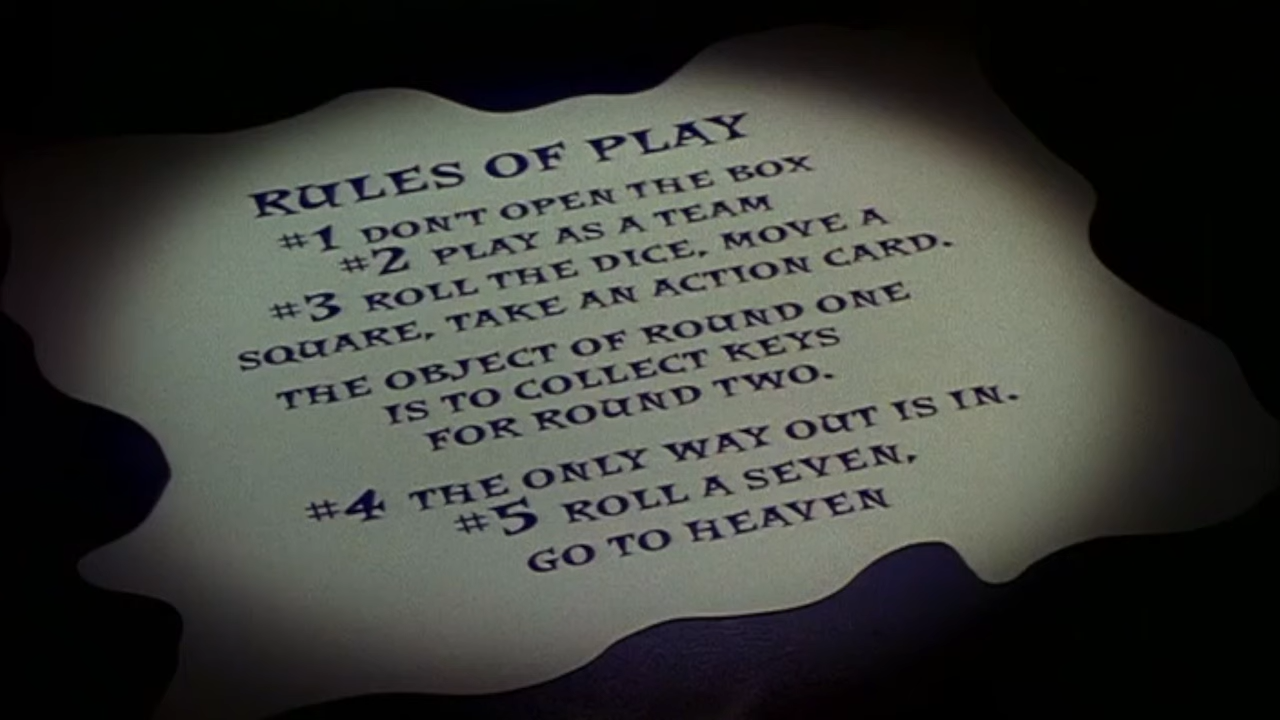 RULES OF PLAY
#1 DON'T OPEN THE BOX
#2 PLAY AS A TEAM
#3 ROLL THE DICE, MOVE A
SQUARE, TAKE AN ACTION CARD.
THE OBJECT OF ROUND ONE
IS TO COLLECT KEYS
FOR ROUND TWO.
#4 THE ONLY WAY OUT IS IN.
#5 ROLL A SEVEN,
GO TO HEAVEN